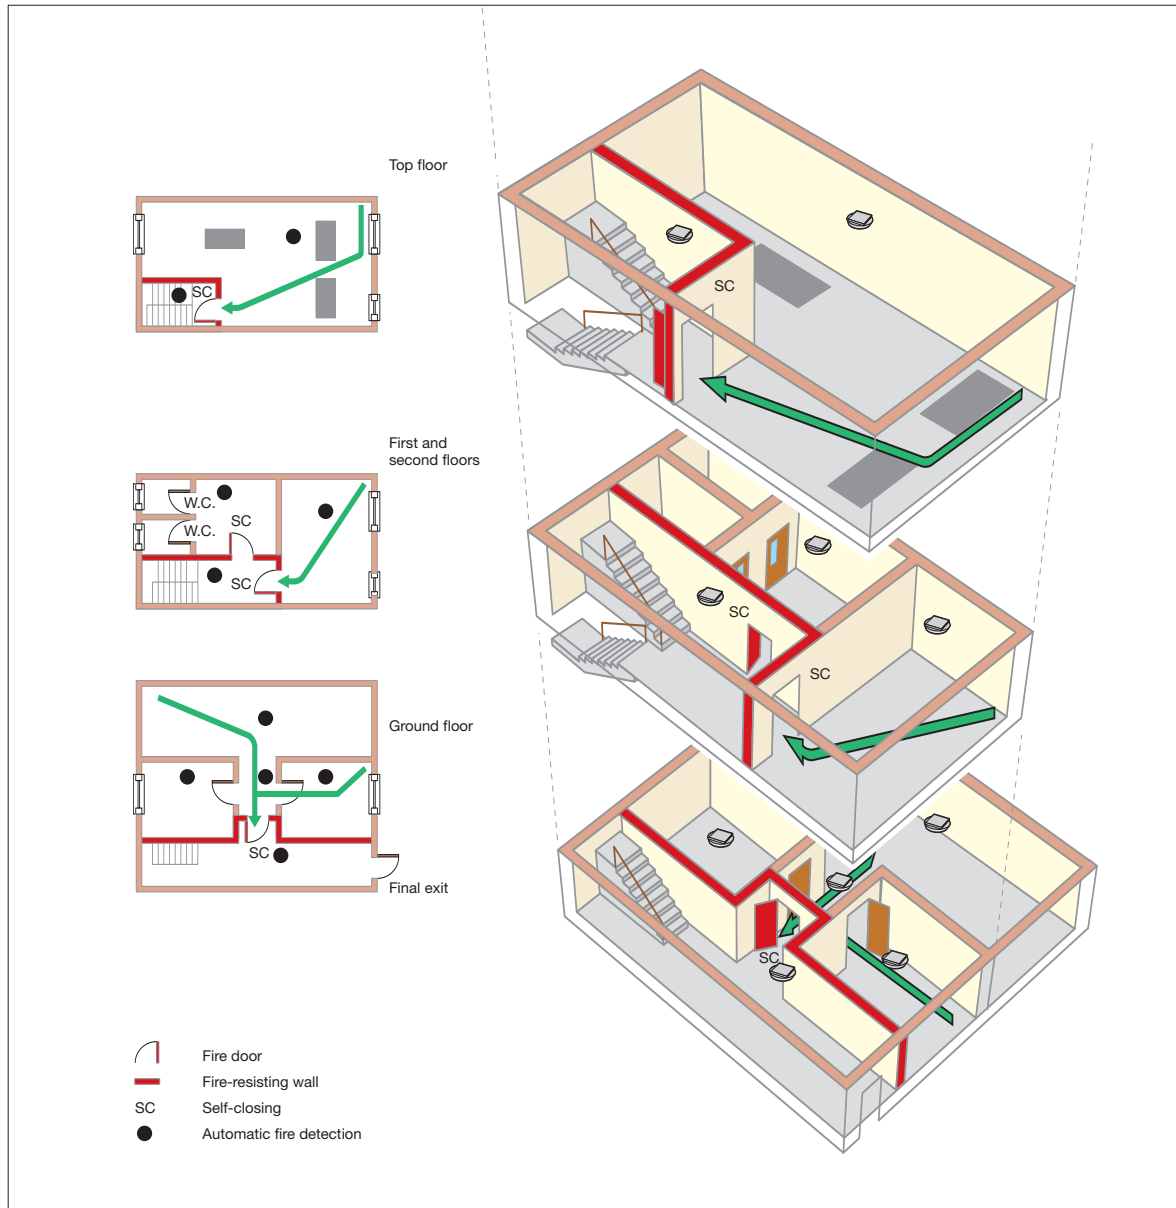 Top floor
SC
SC
First and
second floors
W.C.
SC
W.C.
SC
SC
SC
Ground floor
SC
Final exit
SC
Fire door
Fire-resisting wall
SC
Self-closing
Automatic fire detection